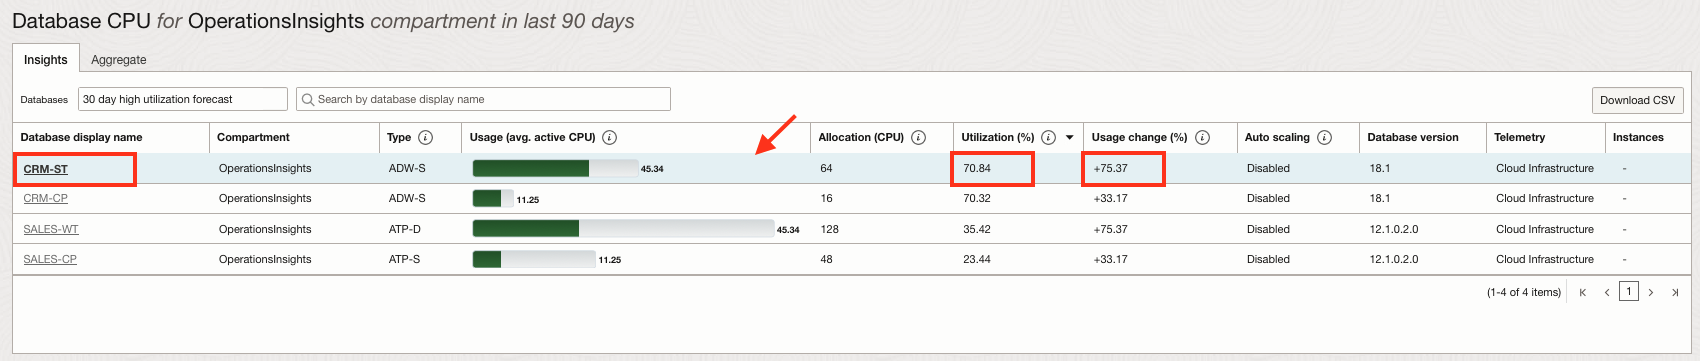 Database CPU for OperationsInsights compartment in last 90 days
Insights Aggregate
Databases 30 day high utilization forecast Search by database display name Download CSV
Database display name Compartment Type Usage (avg. active CPU) Allocation (CPU) Utilization (%) Usage change (%) Auto scaling Database version Telemetry Instances
CRM-ST OperationsInsights ADW-S 45.34 64 70.84 +75.37 Disabled 18.1 Cloud Infrastructure -
CRM-CP OperationsInsights ADW-S 11.25 16 70.32 +33.17 Disabled 18.1 Cloud Infrastructure -
SALES-WT OperationsInsights ATP-D 45.34 128 35.42 +75.37 Disabled 12.1.0.2.0 Cloud Infrastructure -
SALES-CP OperationsInsights ATP-S 11.25 48 23.44 +33.17 Disabled 12.1.0.2.0 Cloud Infrastructure -
(1-4 of 4 items) 1